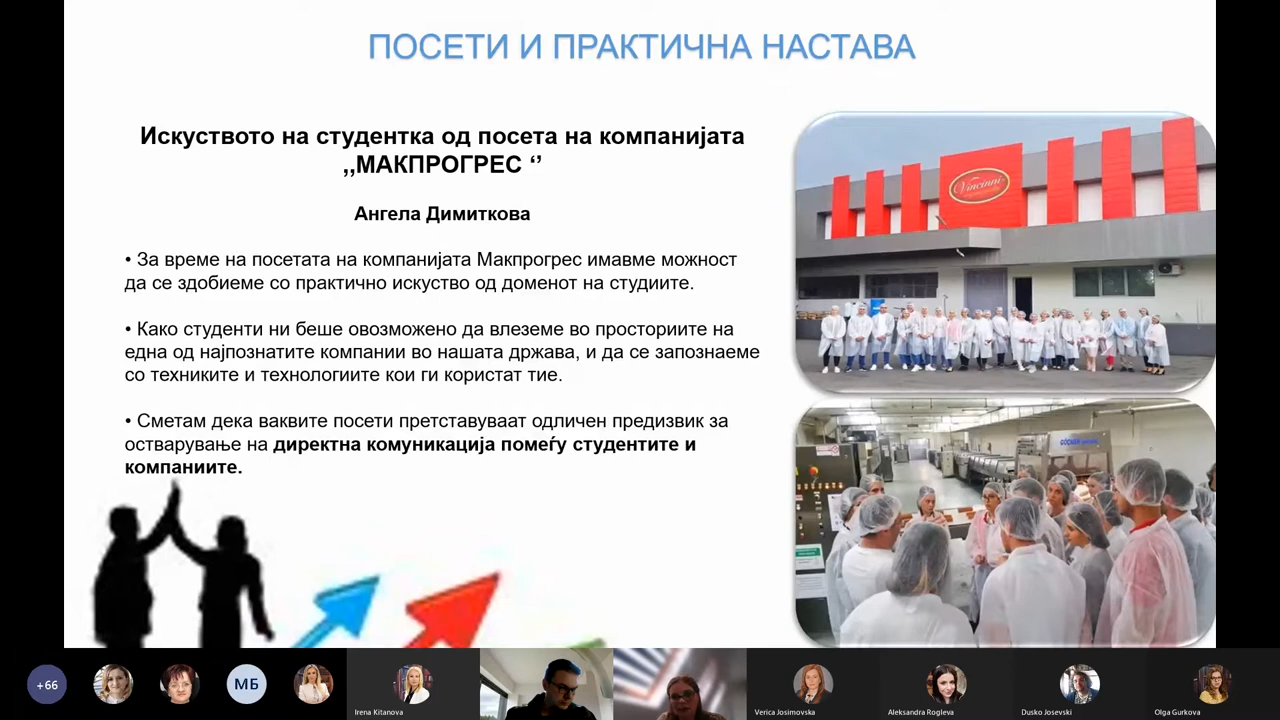 ПОСЕТИ И ПРАКТИЧНА НАСТАВА
Искуството на студентка од посета на компанијата
,,МАКПРОГРЕС ‘’
Ангела Димиткова
• За време на посетата на компанијата Макпрогрес имавме можност
да се здобиеме со практично искуство од доменот на студиите.
• Како студенти ни беше овозможено да влеземе во просториите на
една од најпознатите компании во нашата држава, и да се запознаеме
со техниките и технологиите кои ги користат тие.
• Сметам дека ваквите посети претставуваат одличен предизвик за
остварување на директна комуникација помеѓу студентите и
компаниите.
Vincinni
+66
МБ
Irena Kitanova
Verica Josimovska
Aleksandra Rogleva
Dusko Josevski
Olga Gurkova